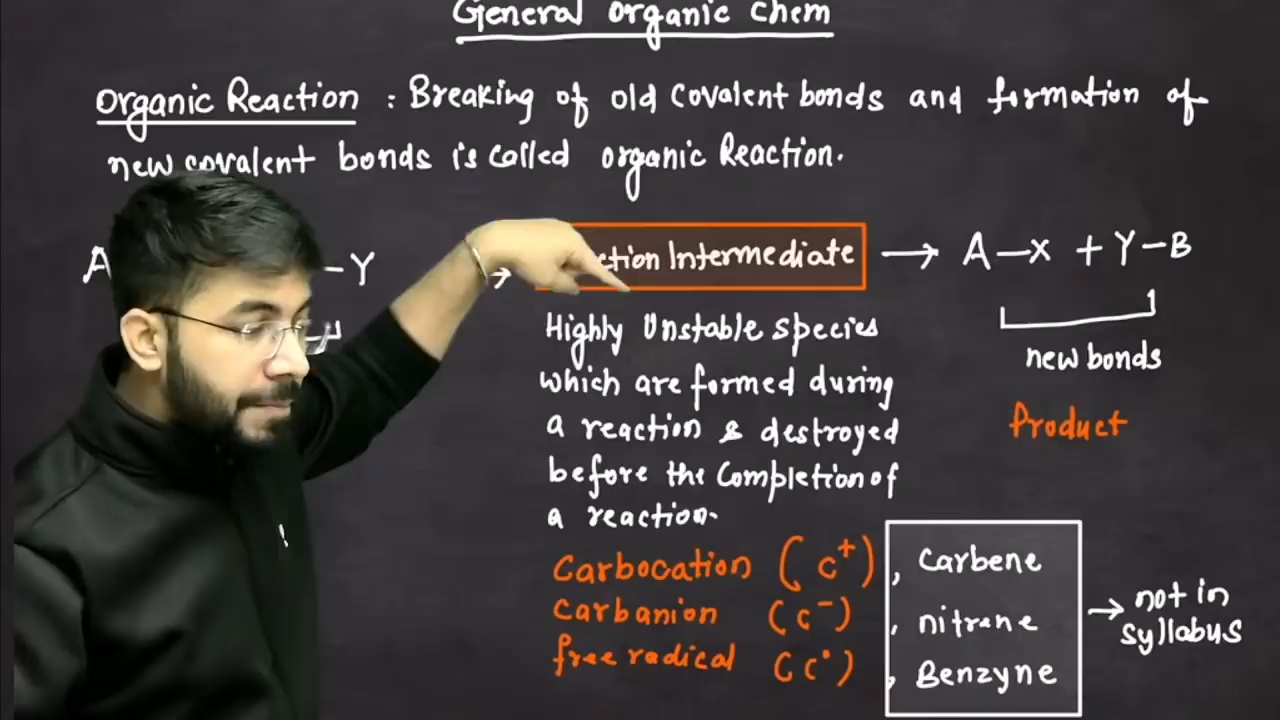 General Organic Chem
Organic Reaction : Breaking of old covalent bonds and formation of
new covalent bonds is called organic Reaction.
A –Y → Intermediate → A–X + Y–B
new bonds
Product
Highly Unstable species
which are formed during
a reaction & destroyed
before the completion of
a reaction.
Carbocation (C⁺)
Carbanion (C⁻)
free radical (C•)
, Carbene
, nitrene
, Benzyne
→ not in
syllabus